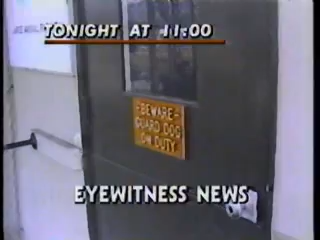 TONIGHT AT 11:00
-BEWARE-
GUARD DOG
ON DUTY
EYEWITNESS NEWS